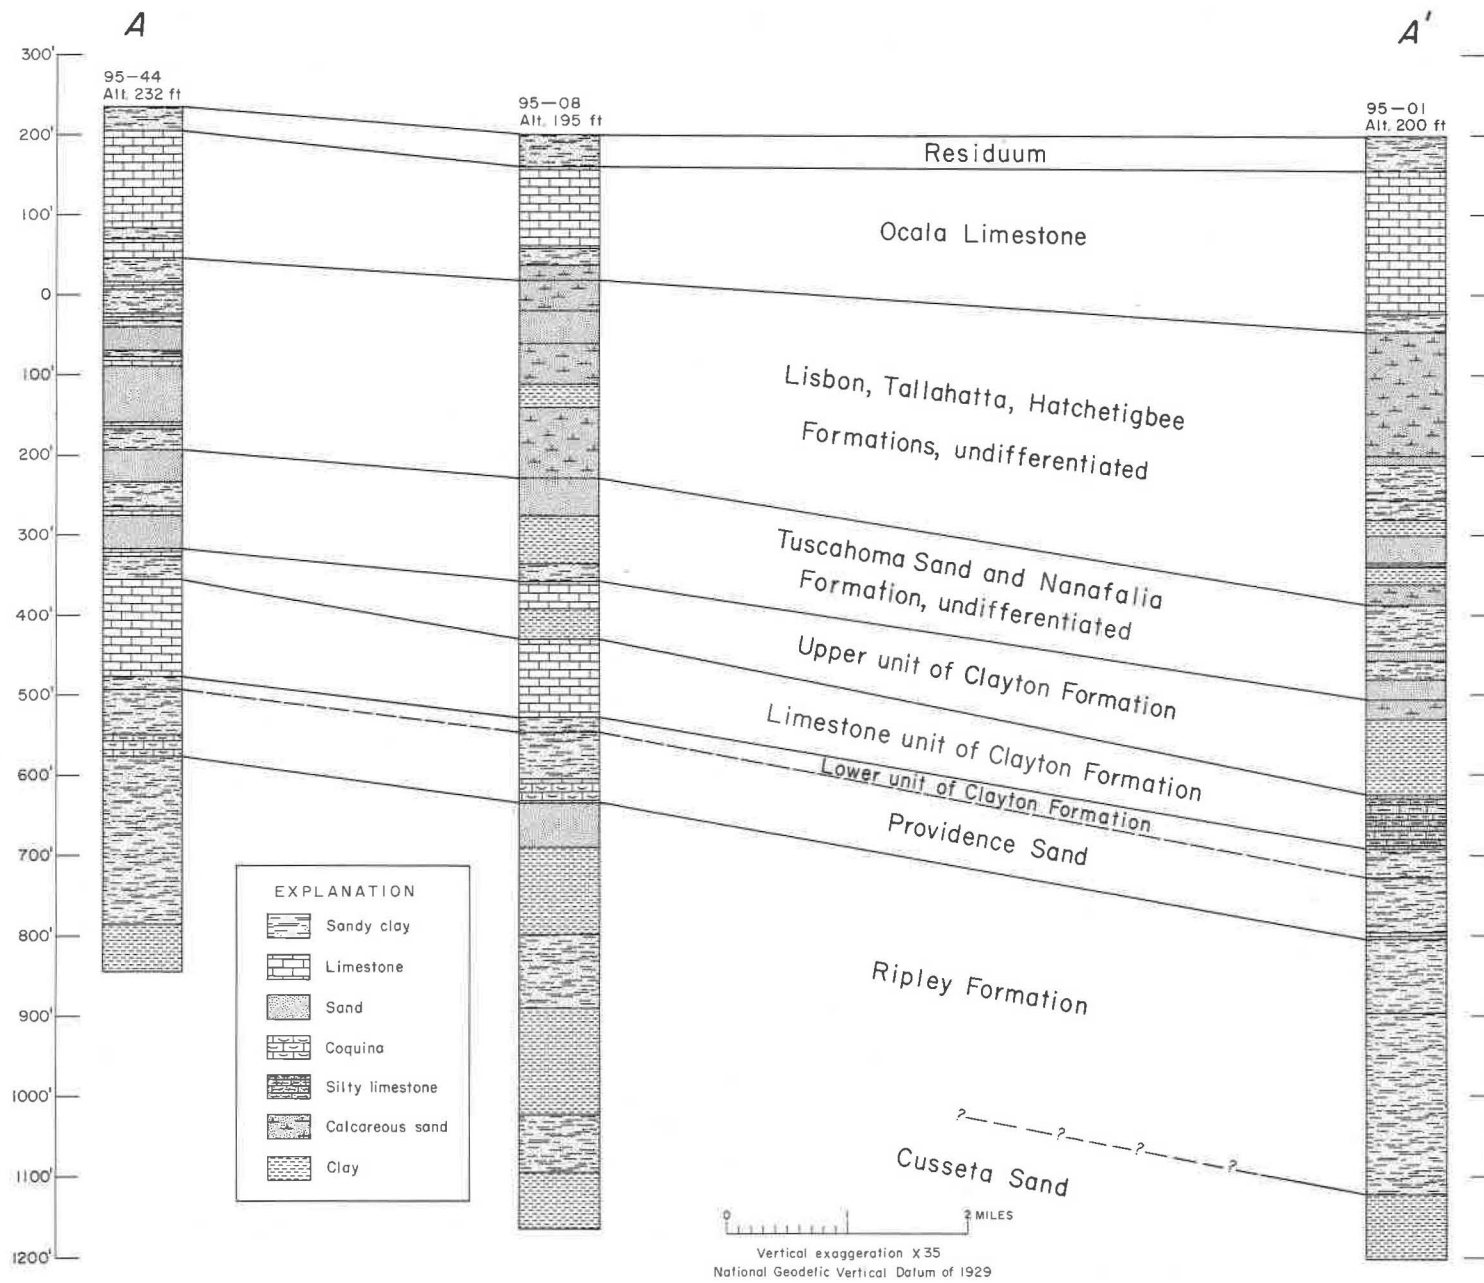 A
A'
300'
200'
100'
0
100'
200'
300'
400'
500'
600'
700'
800'
900'
1000'
1100'
1200'
95-44
Alt. 232 ft
95-08
Alt. 195 ft
95-01
Alt. 200 ft
Residuum
Ocala Limestone
Lisbon, Tallahatta, Hatchetigbee
Formations, undifferentiated
Tuscahoma Sand and Nanafalia
Formation, undifferentiated
Upper unit of Clayton Formation
Limestone unit of Clayton Formation
Lower unit of Clayton Formation
Providence Sand
Ripley Formation
? ? ? ?
Cusseta Sand
EXPLANATION
Sandy clay
Limestone
Sand
Coquina
Silty limestone
Calcareous sand
Clay
0 2 MILES
Vertical exaggeration X 35
National Geodetic Vertical Datum of 1929